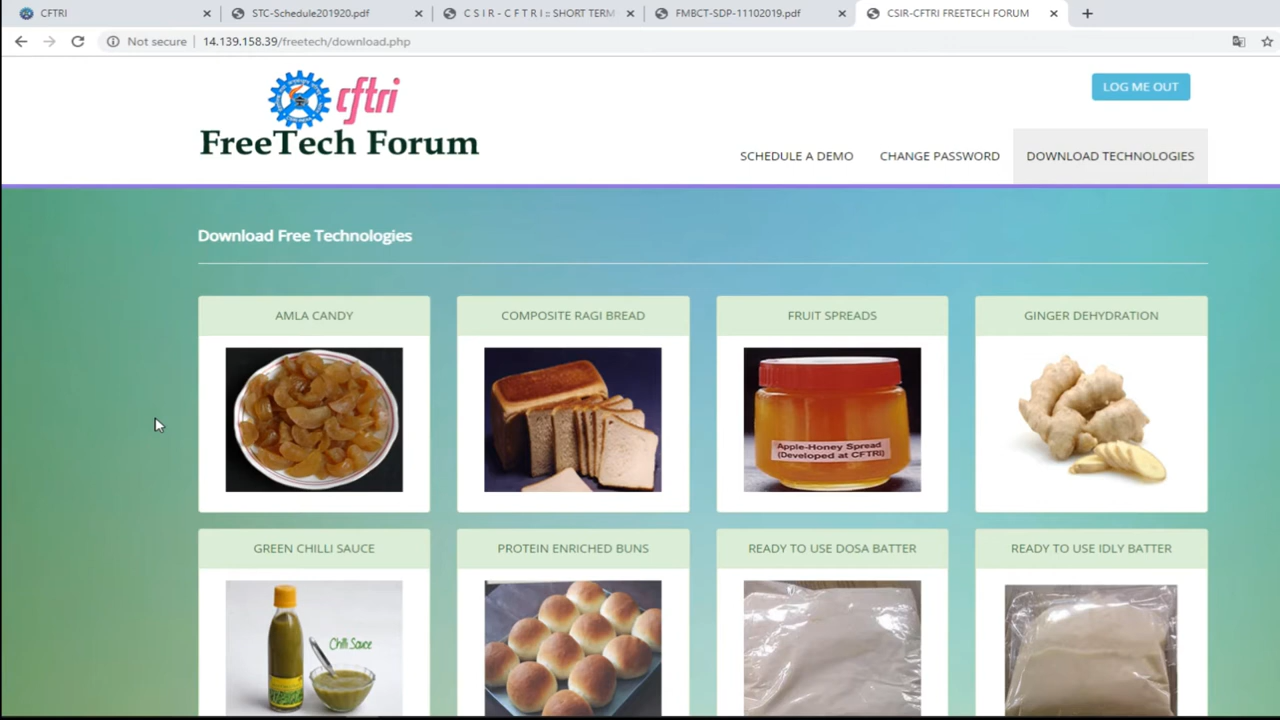 CFTRI
STC-Schedule201920.pdf
C S I R - C F T R I :: SHORT TERM
FMBCT-SDP-11102019.pdf
CSIR-CFTRI FREETECH FORUM
Not secure
14.139.158.39/freetech/download.php
cftri
FreeTech Forum
LOG ME OUT
SCHEDULE A DEMO
CHANGE PASSWORD
DOWNLOAD TECHNOLOGIES
Download Free Technologies
AMLA CANDY
COMPOSITE RAGI BREAD
FRUIT SPREADS
GINGER DEHYDRATION
Apple-Honey Spread
(Developed at CFTRI)
GREEN CHILLI SAUCE
PROTEIN ENRICHED BUNS
READY TO USE DOSA BATTER
READY TO USE IDLY BATTER
Chilli Sauce